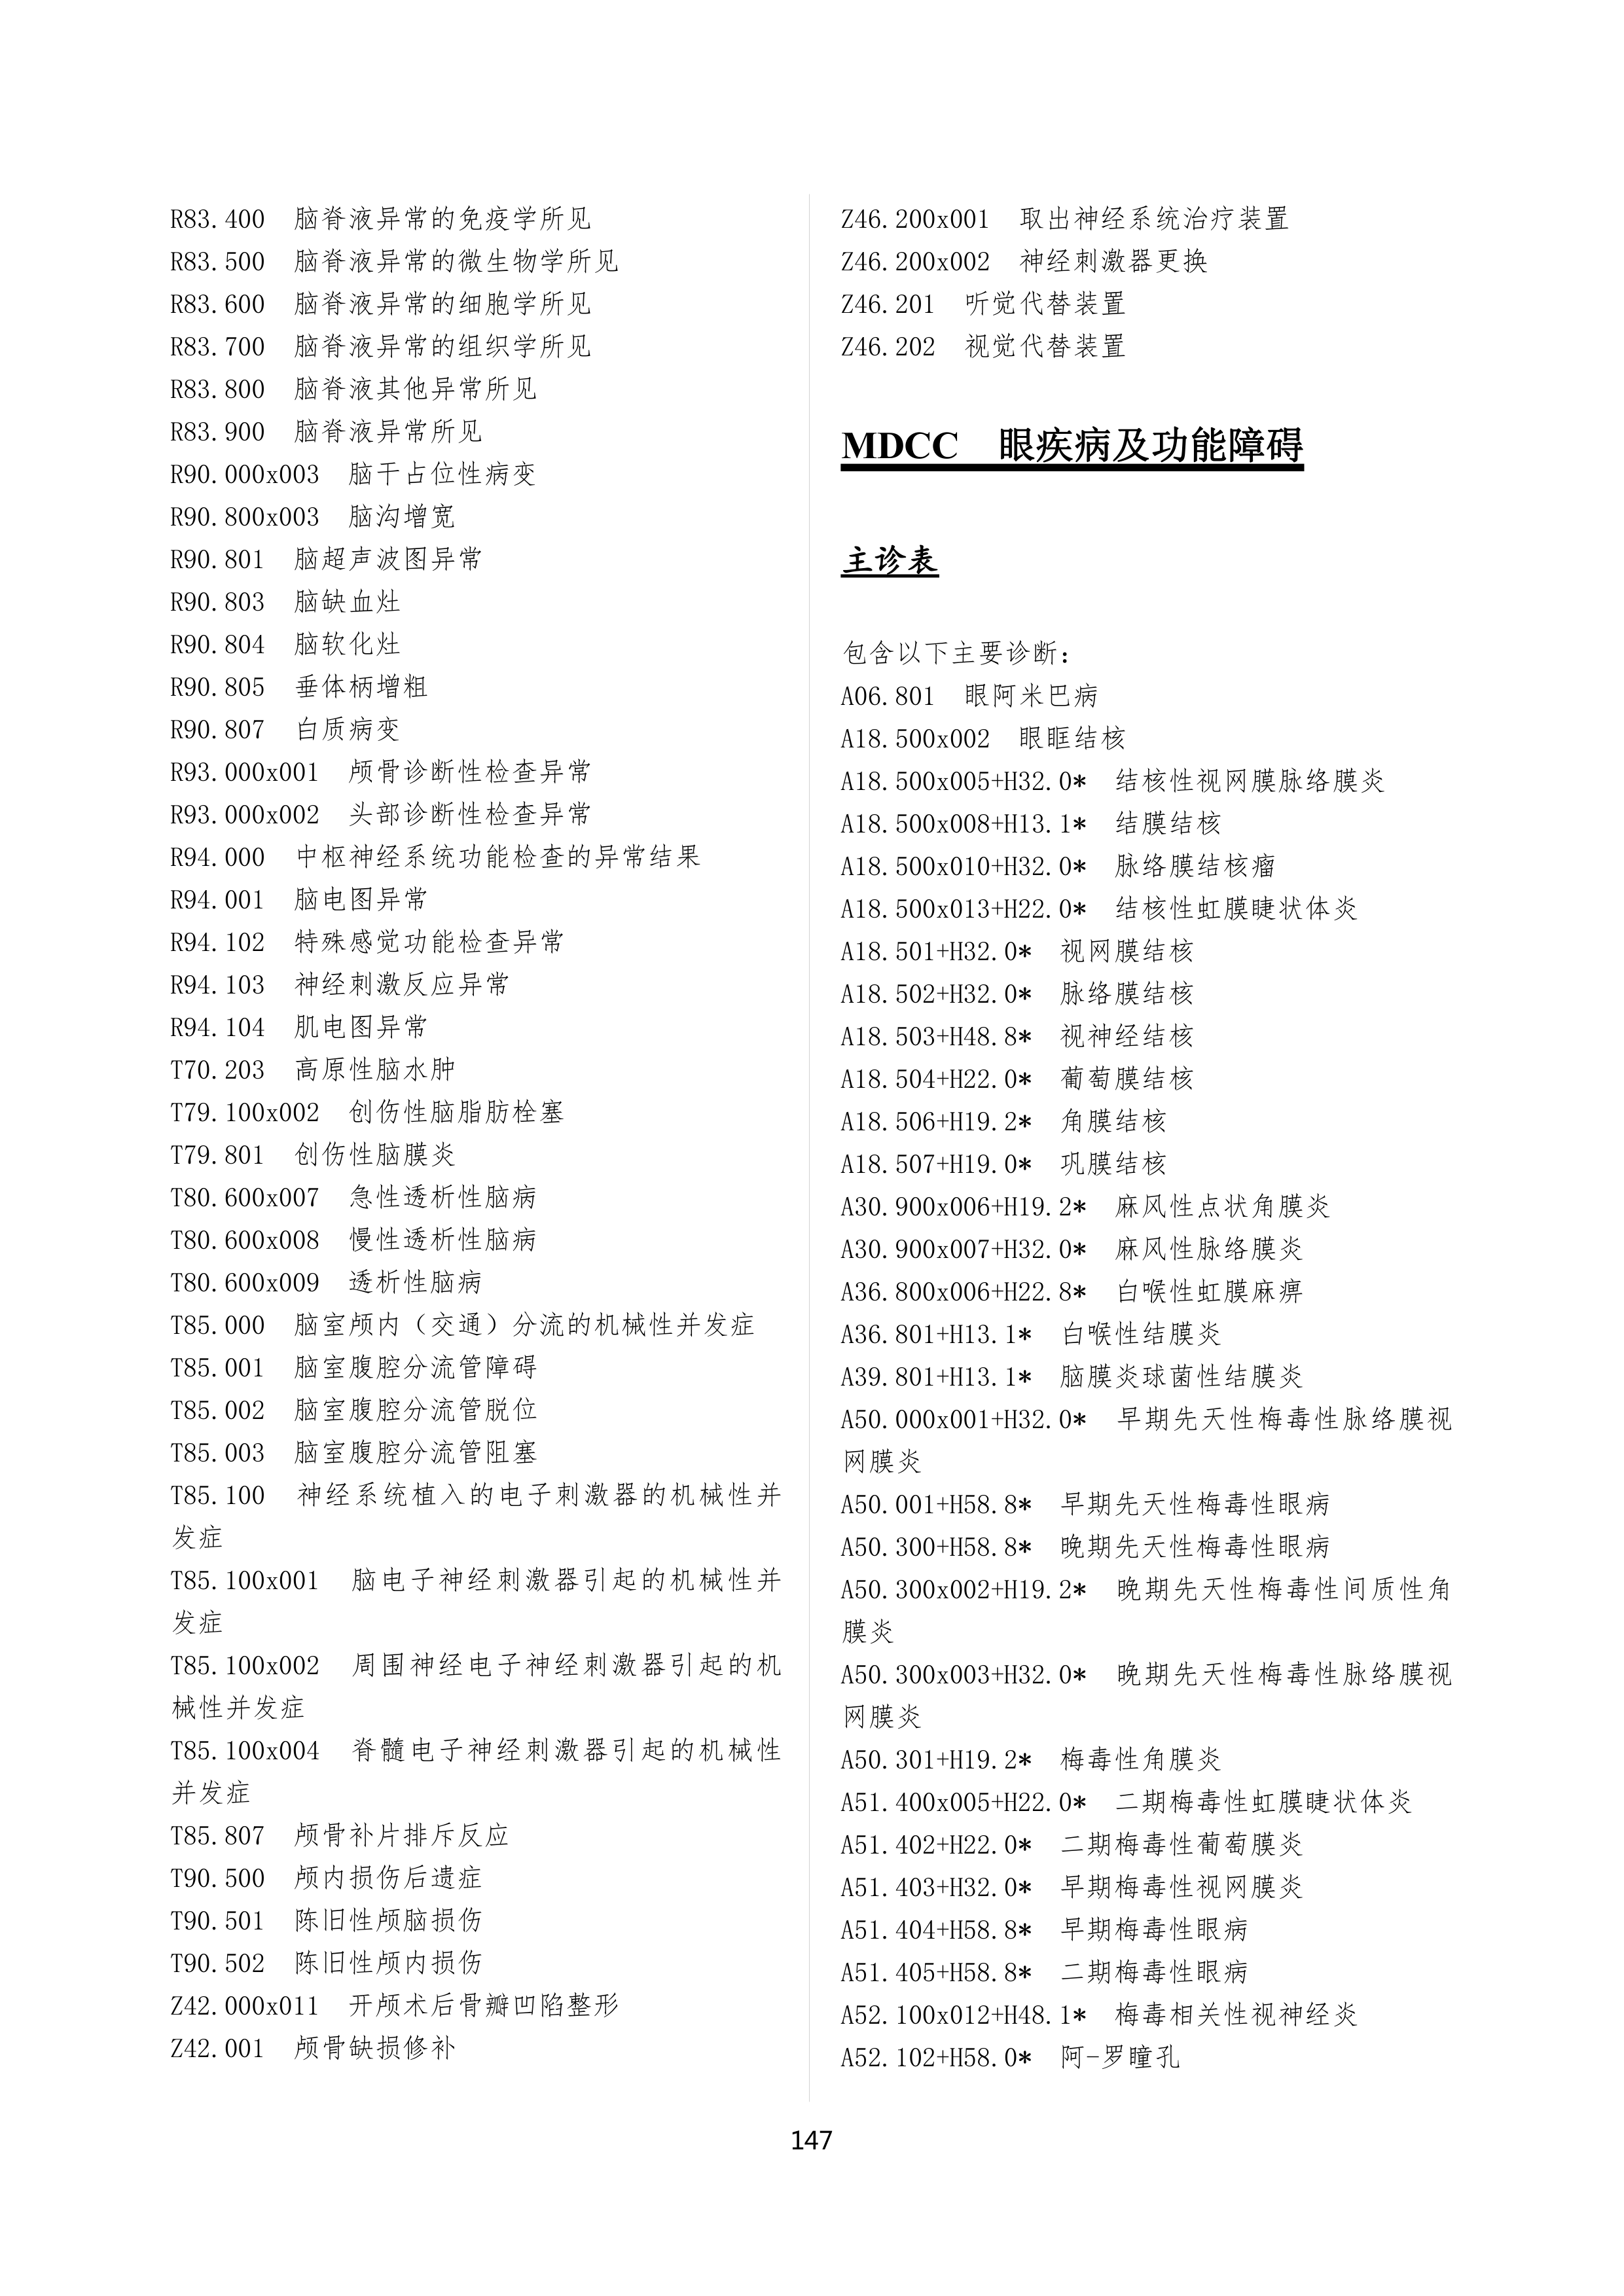 R83.400　脑脊液异常的免疫学所见
R83.500　脑脊液异常的微生物学所见
R83.600　脑脊液异常的细胞学所见
R83.700　脑脊液异常的组织学所见
R83.800　脑脊液其他异常所见
R83.900　脑脊液异常所见
R90.000x003　脑干占位性病变
R90.800x003　脑沟增宽
R90.801　脑超声波图异常
R90.803　脑缺血灶
R90.804　脑软化灶
R90.805　垂体柄增粗
R90.807　白质病变
R93.000x001　颅骨诊断性检查异常
R93.000x002　头部诊断性检查异常
R94.000　中枢神经系统功能检查的异常结果
R94.001　脑电图异常
R94.102　特殊感觉功能检查异常
R94.103　神经刺激反应异常
R94.104　肌电图异常
T70.203　高原性脑水肿
T79.100x002　创伤性脑脂肪栓塞
T79.801　创伤性脑膜炎
T80.600x007　急性透析性脑病
T80.600x008　慢性透析性脑病
T80.600x009　透析性脑病
T85.000　脑室颅内（交通）分流的机械性并发症
T85.001　脑室腹腔分流管障碍
T85.002　脑室腹腔分流管脱位
T85.003　脑室腹腔分流管阻塞
T85.100　神经系统植入的电子刺激器的机械性并
发症
T85.100x001　脑电子神经刺激器引起的机械性并
发症
T85.100x002　周围神经电子神经刺激器引起的机
械性并发症
T85.100x004　脊髓电子神经刺激器引起的机械性
并发症
T85.807　颅骨补片排斥反应
T90.500　颅内损伤后遗症
T90.501　陈旧性颅脑损伤
T90.502　陈旧性颅内损伤
Z42.000x011　开颅术后骨瓣凹陷整形
Z42.001　颅骨缺损修补
Z46.200x001　取出神经系统治疗装置
Z46.200x002　神经刺激器更换
Z46.201　听觉代替装置
Z46.202　视觉代替装置
MDCC　眼疾病及功能障碍
主诊表
包含以下主要诊断：
A06.801　眼阿米巴病
A18.500x002　眼眶结核
A18.500x005+H32.0*　结核性视网膜脉络膜炎
A18.500x008+H13.1*　结膜结核
A18.500x010+H32.0*　脉络膜结核瘤
A18.500x013+H22.0*　结核性虹膜睫状体炎
A18.501+H32.0*　视网膜结核
A18.502+H32.0*　脉络膜结核
A18.503+H48.8*　视神经结核
A18.504+H22.0*　葡萄膜结核
A18.506+H19.2*　角膜结核
A18.507+H19.0*　巩膜结核
A30.900x006+H19.2*　麻风性点状角膜炎
A30.900x007+H32.0*　麻风性脉络膜炎
A36.800x006+H22.8*　白喉性虹膜麻痹
A36.801+H13.1*　白喉性结膜炎
A39.801+H13.1*　脑膜炎球菌性结膜炎
A50.000x001+H32.0*　早期先天性梅毒性脉络膜视
网膜炎
A50.001+H58.8*　早期先天性梅毒性眼病
A50.300+H58.8*　晚期先天性梅毒性眼病
A50.300x002+H19.2*　晚期先天性梅毒性间质性角
膜炎
A50.300x003+H32.0*　晚期先天性梅毒性脉络膜视
网膜炎
A50.301+H19.2*　梅毒性角膜炎
A51.400x005+H22.0*　二期梅毒性虹膜睫状体炎
A51.402+H22.0*　二期梅毒性葡萄膜炎
A51.403+H32.0*　早期梅毒性视网膜炎
A51.404+H58.8*　早期梅毒性眼病
A51.405+H58.8*　二期梅毒性眼病
A52.100x012+H48.1*　梅毒相关性视神经炎
A52.102+H58.0*　阿-罗瞳孔
147